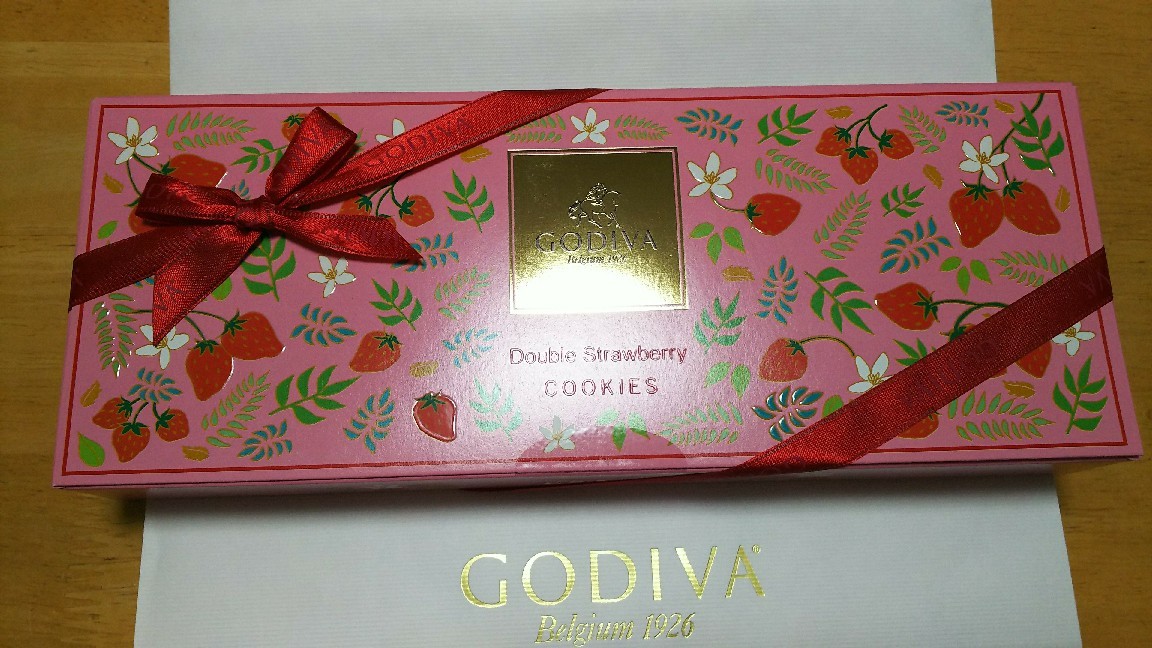 GODIVA
GODIVA
Belgium 1926
Double Strawberry
COOKIES
GODIVA®
Belgium 1926